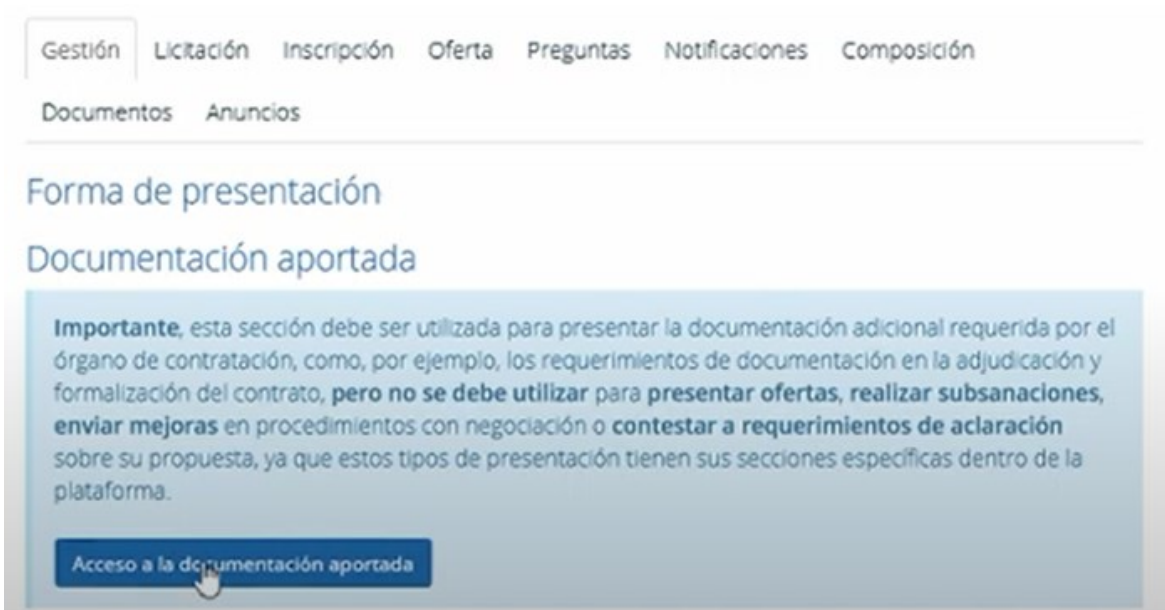 Gestión Licitación Inscripción Oferta Preguntas Notificaciones Composición
Documentos Anuncios
Forma de presentación
Documentación aportada
Importante, esta sección debe ser utilizada para presentar la documentación adicional requerida por el
órgano de contratación, como, por ejemplo, los requerimientos de documentación en la adjudicación y
formalización del contrato, pero no se debe utilizar para presentar ofertas, realizar subsanaciones,
enviar mejoras en procedimientos con negociación o contestar a requerimientos de aclaración
sobre su propuesta, ya que estos tipos de presentación tienen sus secciones específicas dentro de la
plataforma.
Acceso a la documentación aportada